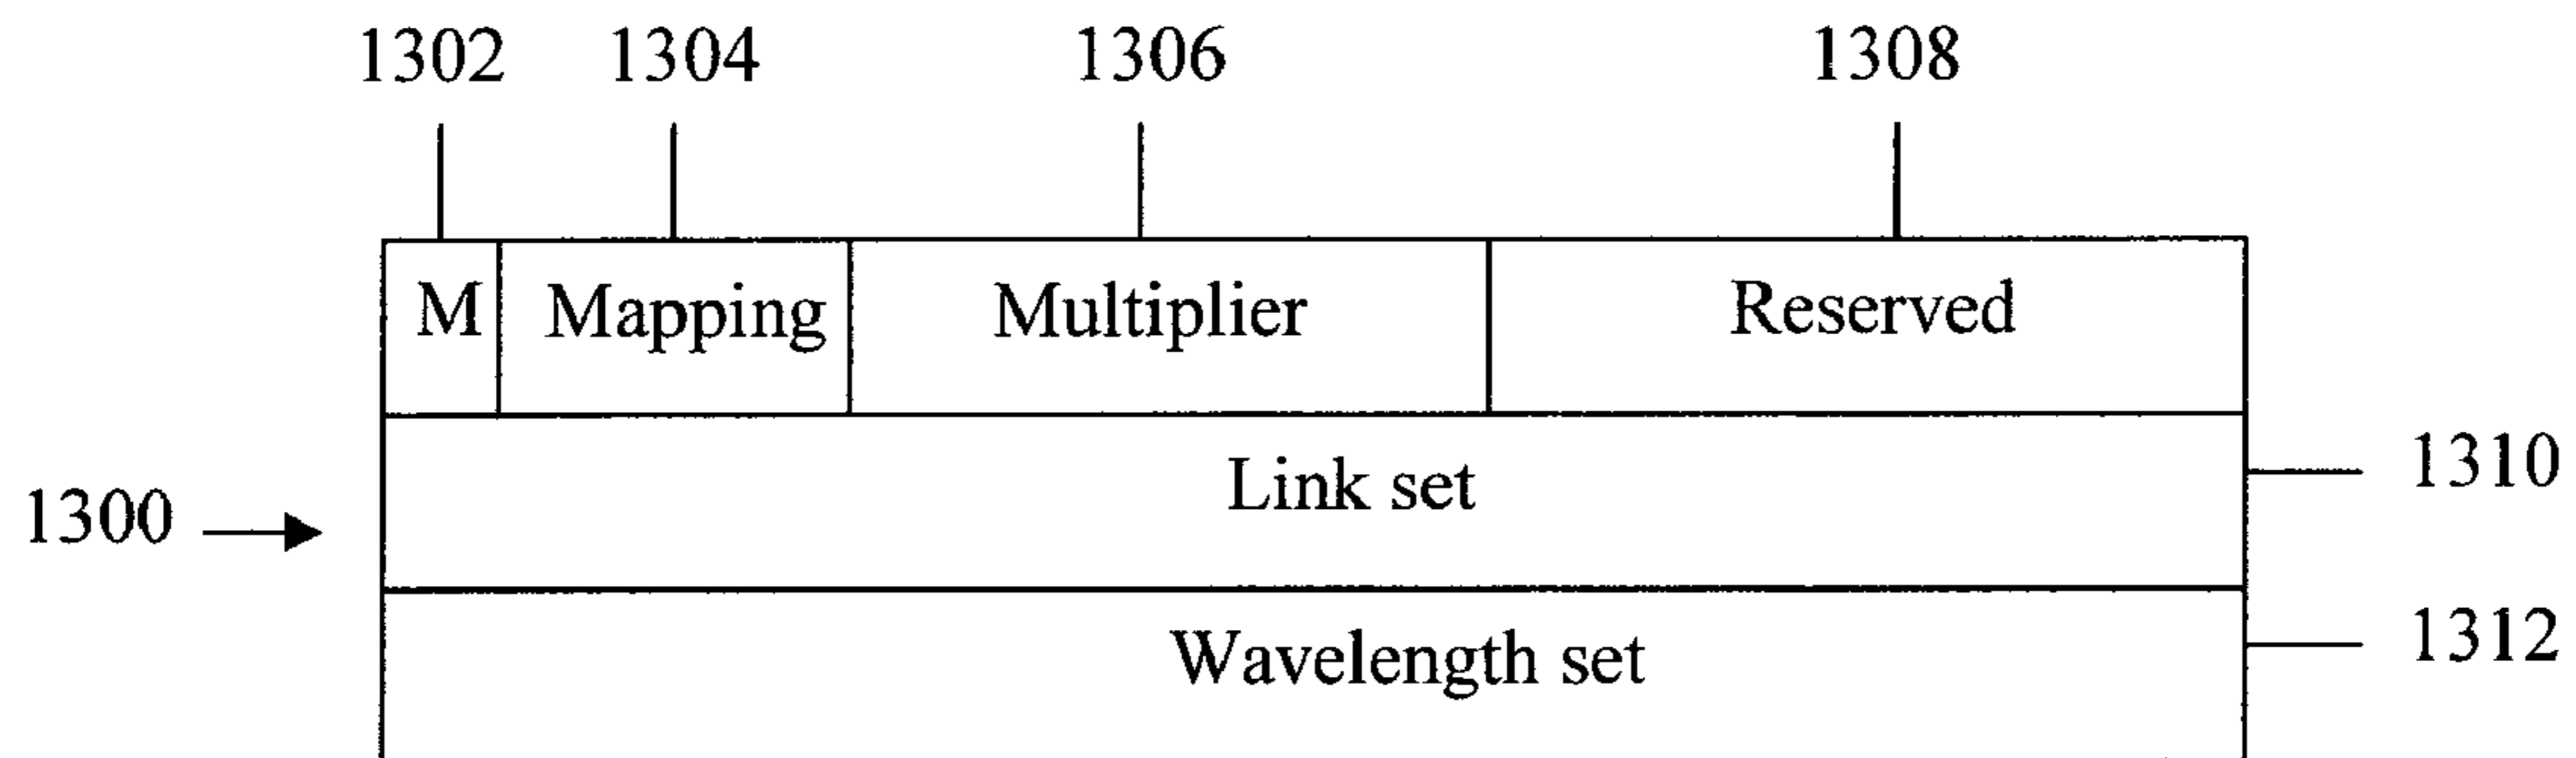 1302 1304 1306 1308
M Mapping Multiplier Reserved
Link set 1310
1300
Wavelength set 1312